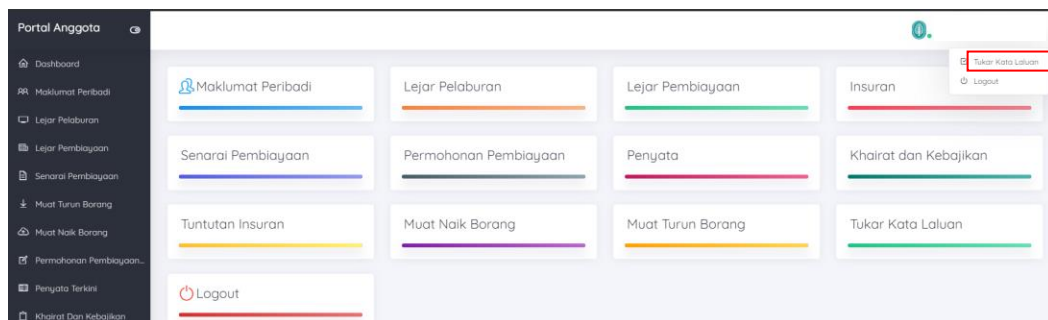 Portal Anggota
Dashboard
Maklumat Peribadi
Lejar Pelaburan
Lejar Pembiayaan
Senarai Pembiayaan
Muat Turun Borang
Muat Naik Borang
Permohonan Pembiayaan...
Penyata Terkini
Khairat Dan Kebajikan
Tukar Kata Laluan
Logout
Maklumat Peribadi
Lejar Pelaburan
Lejar Pembiayaan
Insuran
Senarai Pembiayaan
Permohonan Pembiayaan
Penyata
Khairat dan Kebajikan
Tuntutan Insuran
Muat Naik Borang
Muat Turun Borang
Tukar Kata Laluan
Logout